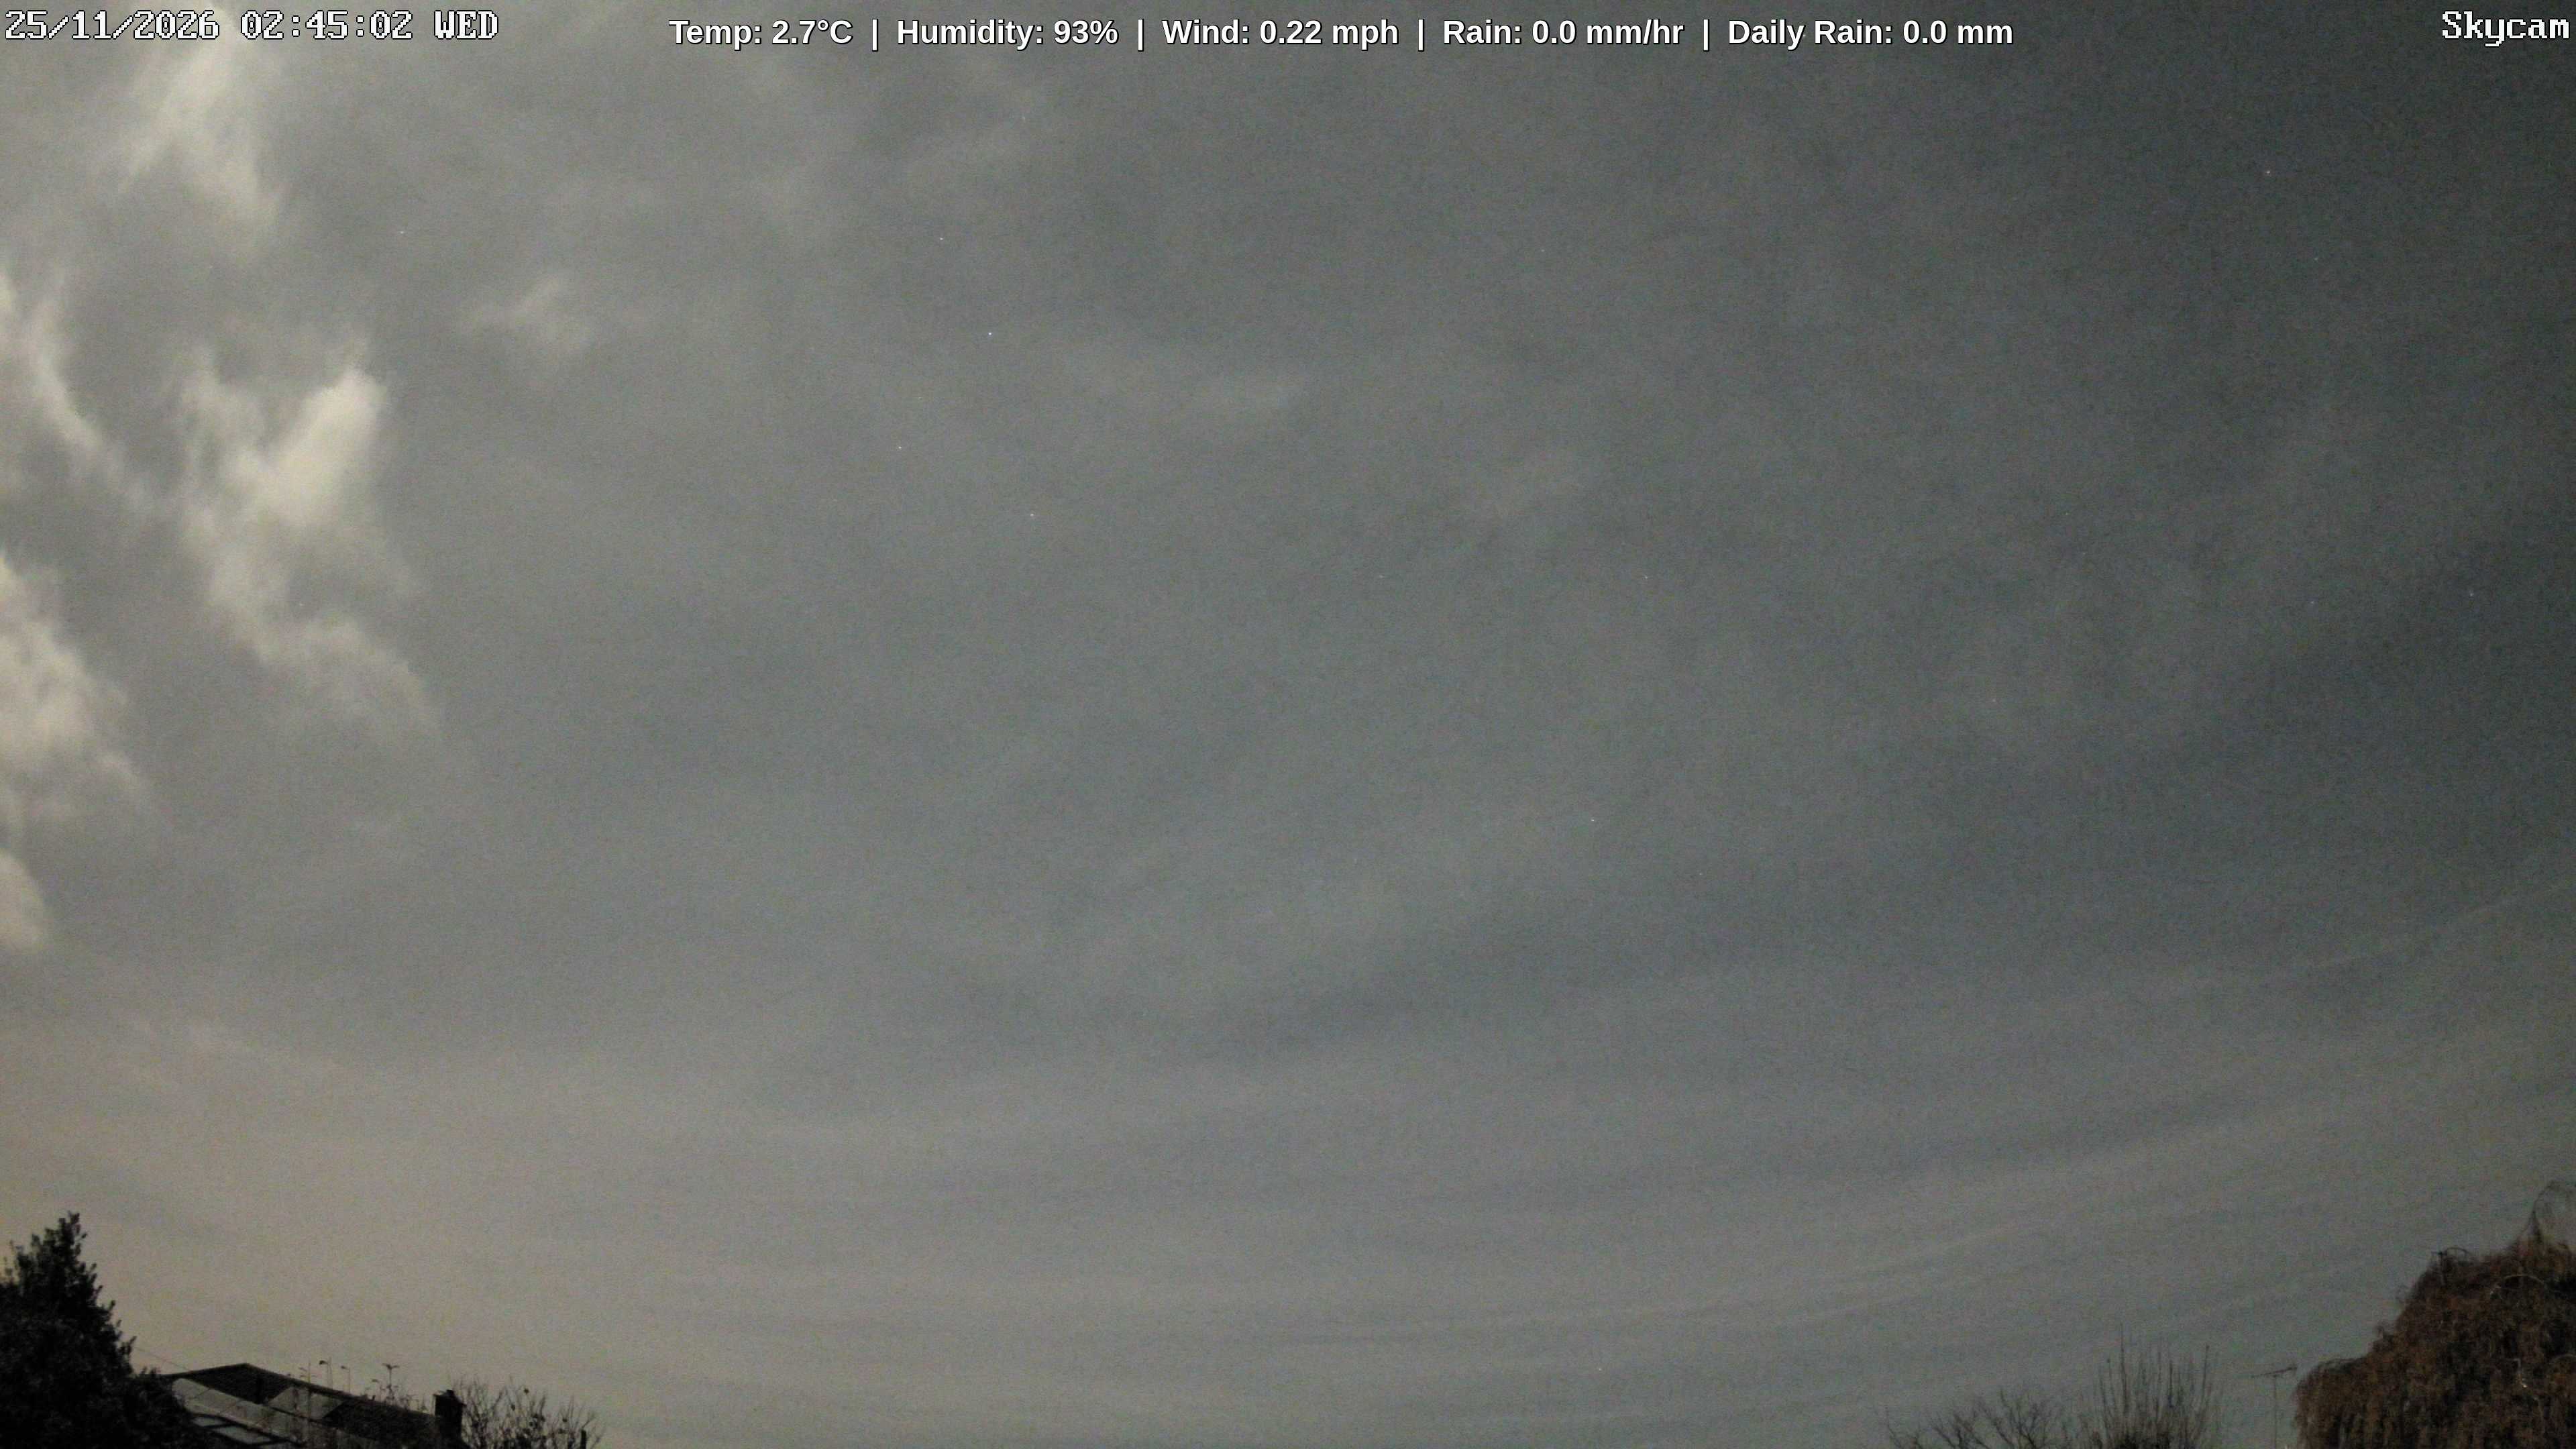 25/11/2026 02:45:02 WED
Temp: 2.7°C | Humidity: 93% | Wind: 0.22 mph | Rain: 0.0 mm/hr | Daily Rain: 0.0 mm
Skycam